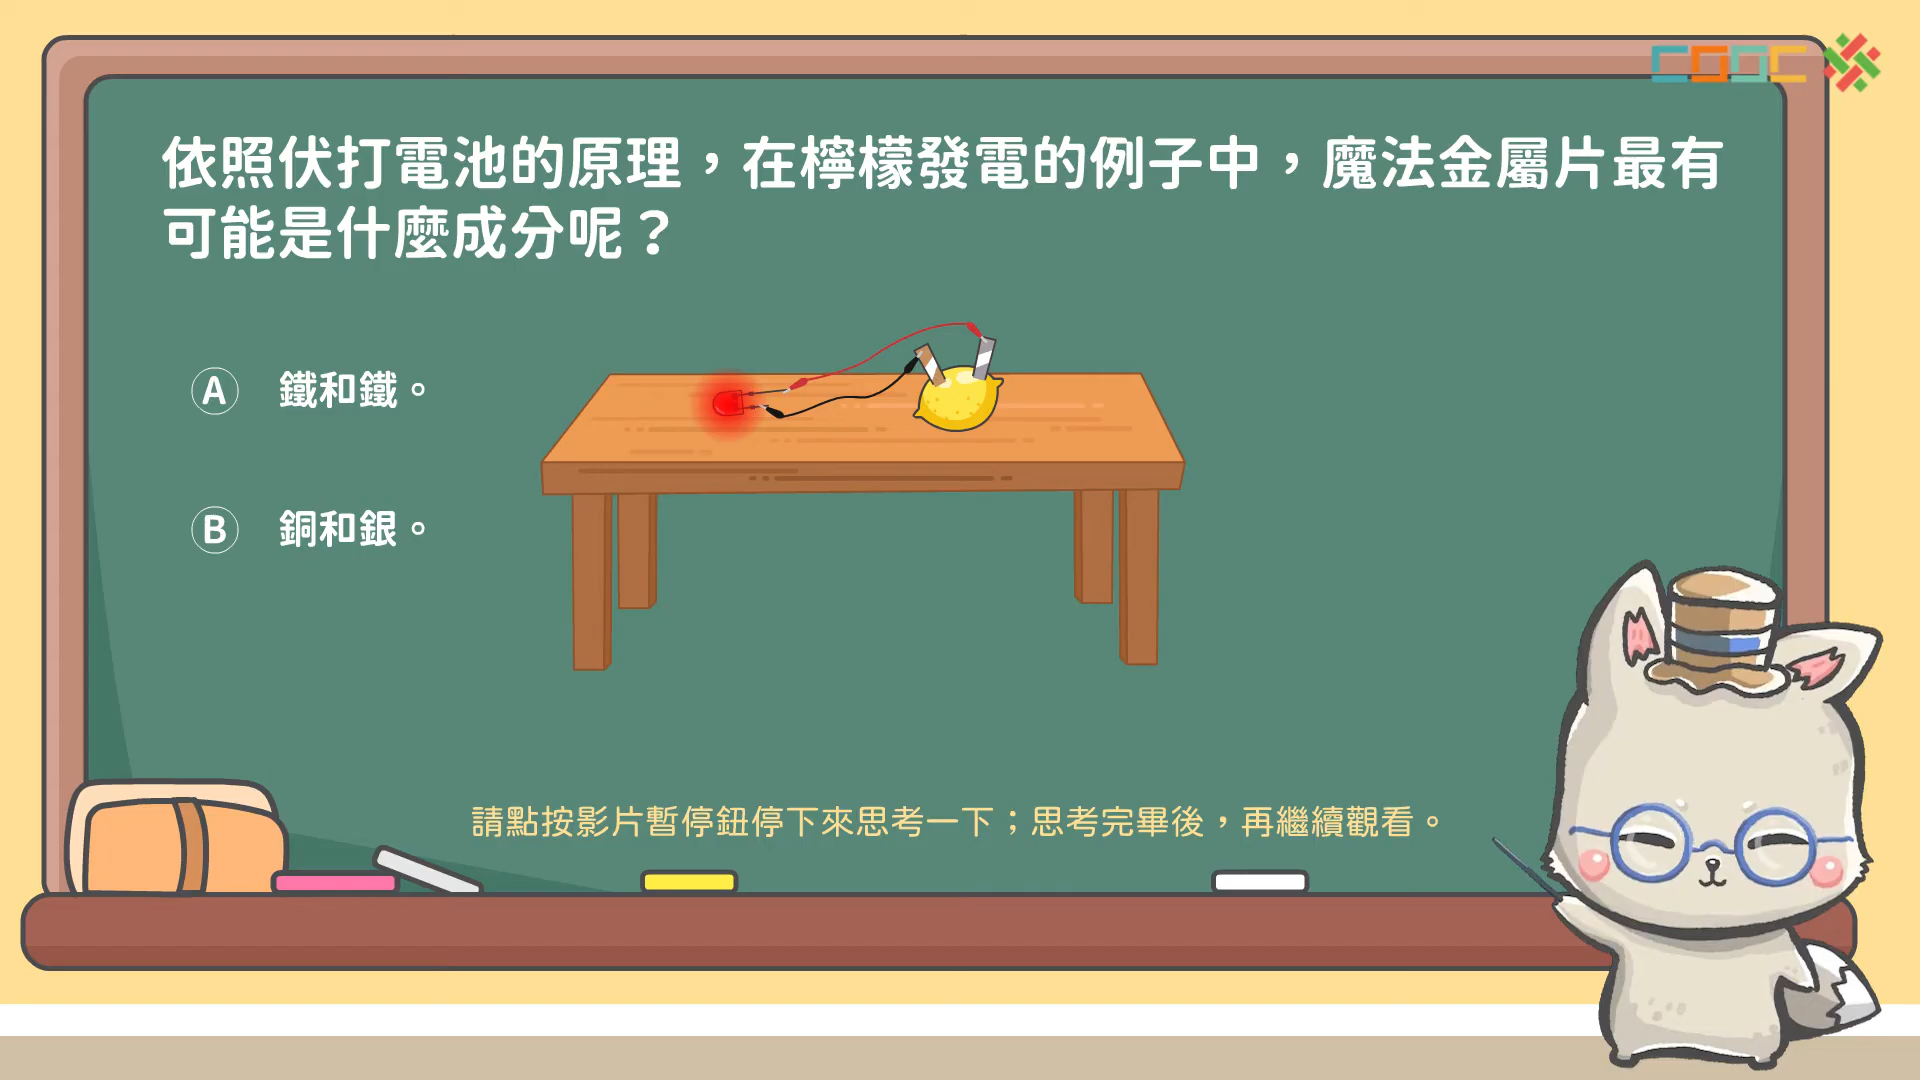 依照伏打電池的原理，在檸檬發電的例子中，魔法金屬片最有
可能是什麼成分呢？
A 鐵和鐵。
B 銅和銀。
請點按影片暫停鈕停下來思考一下；思考完畢後，再繼續觀看。